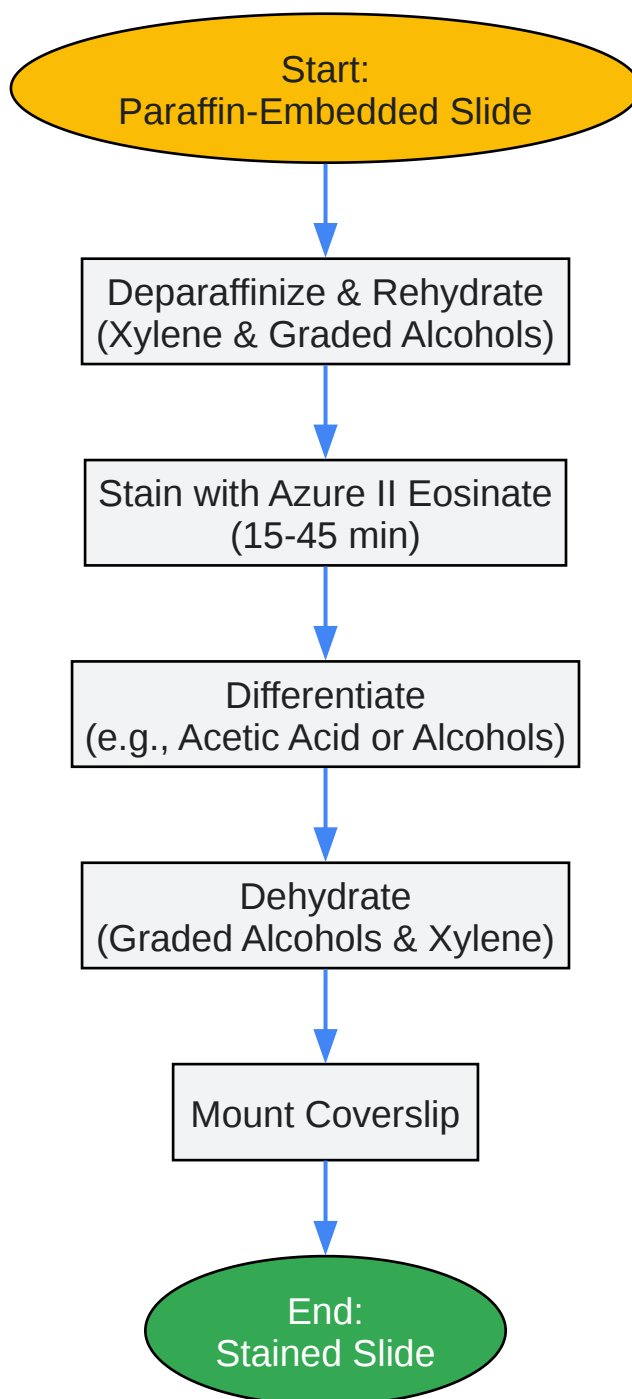 Start:
Paraffin-Embedded Slide
Deparaffinize & Rehydrate
(Xylene & Graded Alcohols)
Stain with Azure II Eosinate
(15-45 min)
Differentiate
(e.g., Acetic Acid or Alcohols)
Dehydrate
(Graded Alcohols & Xylene)
Mount Coverslip
End:
Stained Slide